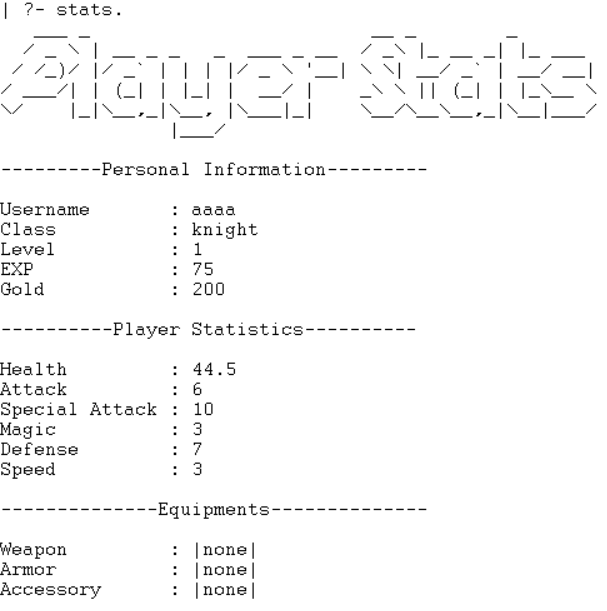 | ?- stats.
Player Stats
---------Personal Information---------
Username : aaaa
Class : knight
Level : 1
EXP : 75
Gold : 200
----------Player Statistics----------
Health : 44.5
Attack : 6
Special Attack : 10
Magic : 3
Defense : 7
Speed : 3
--------------Equipments--------------
Weapon : |none|
Armor : |none|
Accessory : |none|